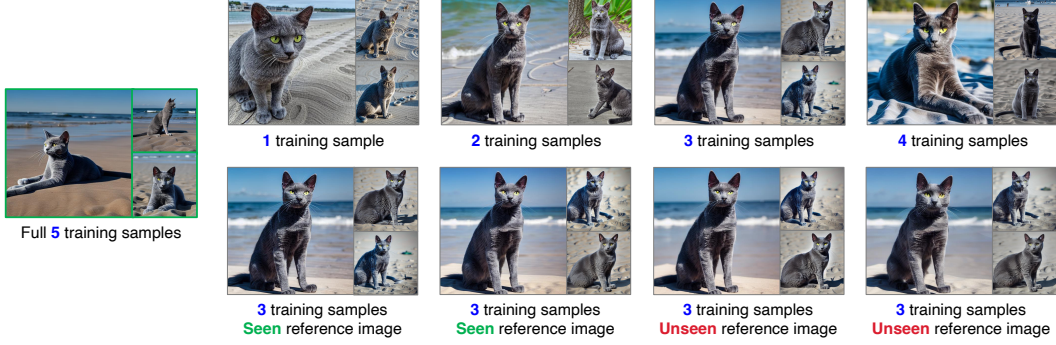 1 training sample
2 training samples
3 training samples
4 training samples
Full 5 training samples
3 training samples
Seen reference image
3 training samples
Seen reference image
3 training samples
Unseen reference image
3 training samples
Unseen reference image